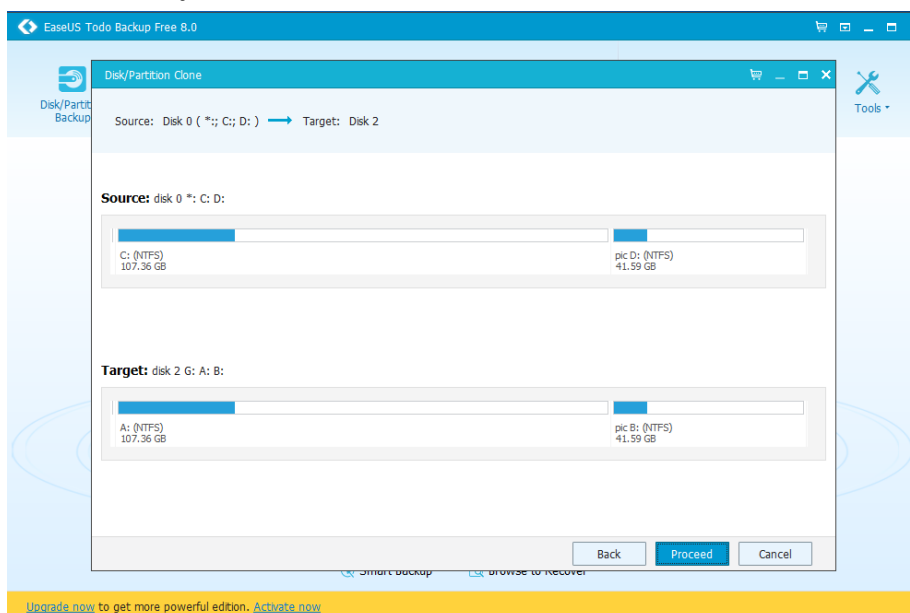 EaseUS Todo Backup Free 8.0
Disk/Partition Clone
Disk/Partit
Backup
Tools
Source: Disk 0 ( *:; C:; D: ) → Target: Disk 2
Source: disk 0 *: C: D:
C: (NTFS)
107.36 GB
pic D: (NTFS)
41.59 GB
Target: disk 2 G: A: B:
A: (NTFS)
107.36 GB
pic B: (NTFS)
41.59 GB
Back Proceed Cancel
Smart Backup Browse to Recover
Upgrade now to get more powerful edition. Activate now